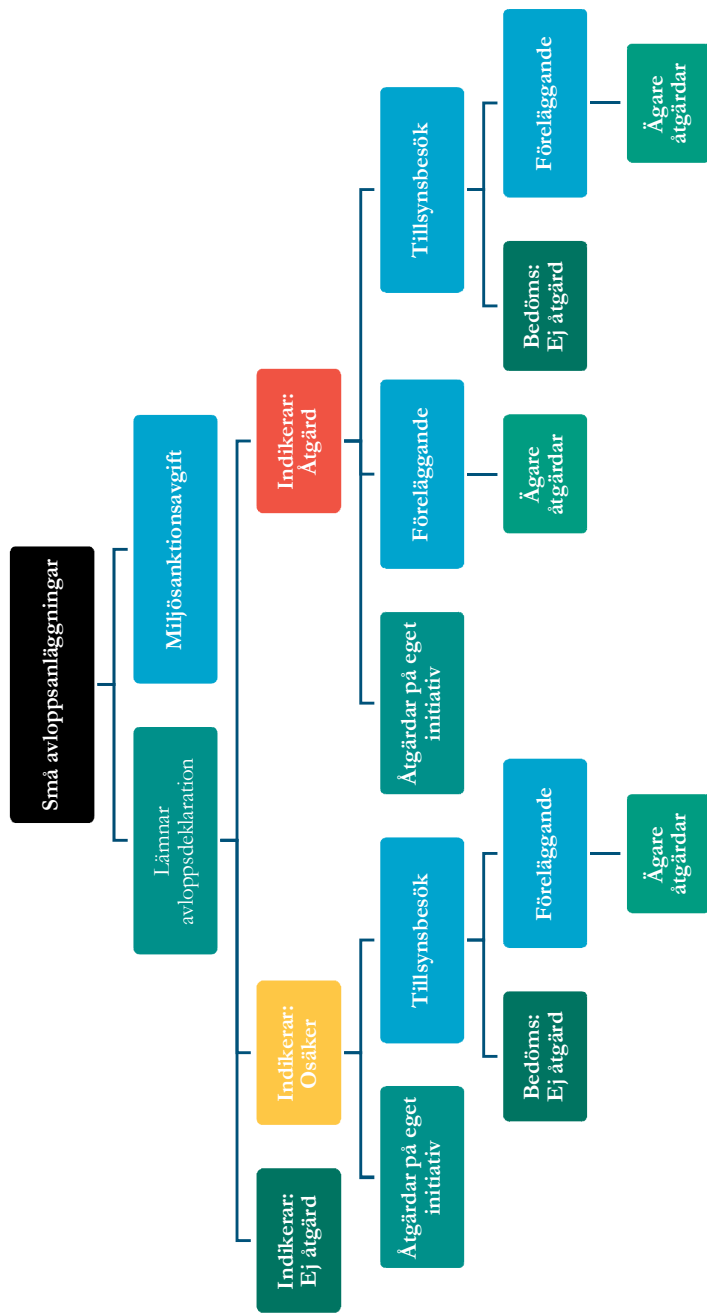 Små avloppsanläggningar
Lämnar
avloppsdeklaration
Miljösanktionsavgift
Indikerar:
Ej åtgärd
Indikerar:
Osäker
Indikerar:
Åtgärd
Åtgärdar på eget
initiativ
Tillsynsbesök
Åtgärdar på eget
initiativ
Föreläggande
Tillsynsbesök
Bedöms:
Ej åtgärd
Föreläggande
Ägare
åtgärdar
Bedöms:
Ej åtgärd
Föreläggande
Ägare
åtgärdar
Ägare
åtgärdar